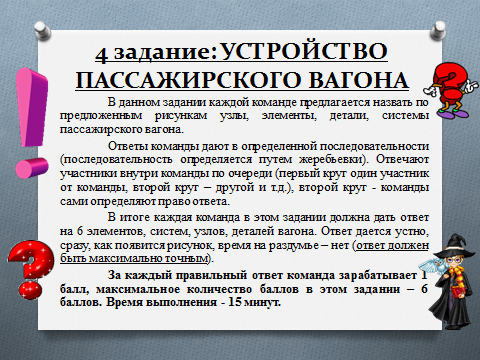 4 задание: УСТРОЙСТВО
ПАССАЖИРСКОГО ВАГОНА
В данном задании каждой команде предлагается назвать по
предложенным рисункам узлы, элементы, детали, системы
пассажирского вагона.
Ответы команды дают в определенной последовательности
(последовательность определяется путем жеребьевки). Отвечают
участники внутри команды по очереди (первый круг один участник
от команды, второй круг – другой и т.д.), второй круг - команды
сами определяют право ответа.
В итоге каждая команда в этом задании должна дать ответ
на 6 элементов, систем, узлов, деталей вагона. Ответ дается устно,
сразу, как появится рисунок, время на раздумье – нет (ответ должен
быть максимально точным).
За каждый правильный ответ команда зарабатывает 1
балл, максимальное количество баллов в этом задании – 6
баллов. Время выполнения - 15 минут.